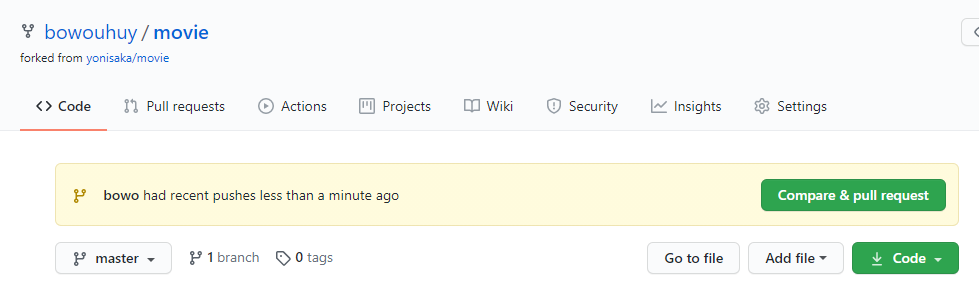 bowouhuy / movie
forked from yonisaka/movie
Code Pull requests Actions Projects Wiki Security Insights Settings
bowo had recent pushes less than a minute ago Compare & pull request
master 1 branch 0 tags Go to file Add file Code